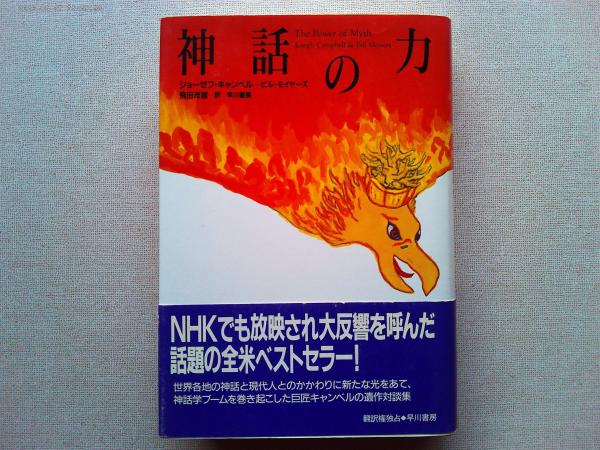 神話の力
The Power of Myth
Joseph Campbell & Bill Moyers
ジョーゼフ・キャンベル+ビル・モイヤーズ
飛田茂雄 訳 早川書房
NHKでも放映され大反響を呼んだ
話題の全米ベストセラー!
世界各地の神話と現代人とのかかわりに新たな光をあて、
神話学ブームを巻き起こした巨匠キャンベルの遺作対談集
翻訳権独占◆早川書房